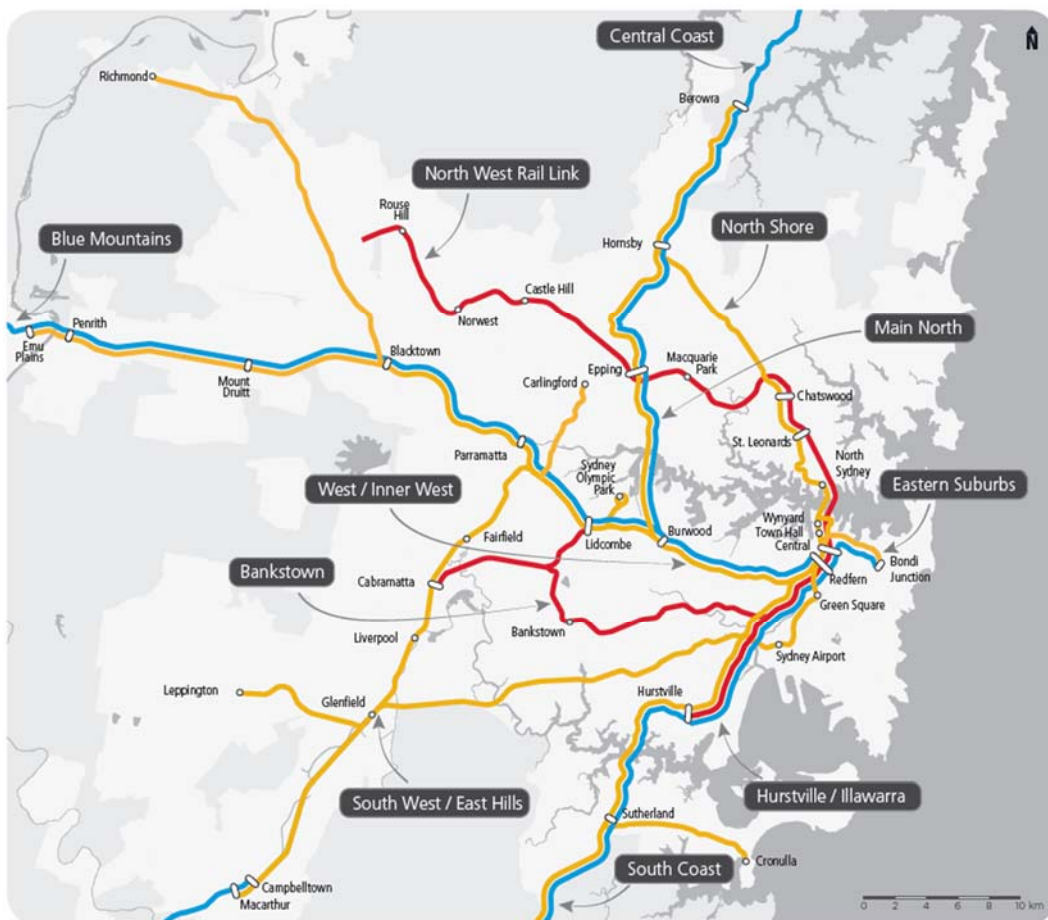 Central Coast
N
Richmond
Berowra
North West Rail Link
Rouse
Hill
Hornsby
North Shore
Blue Mountains
Castle Hill
Penrith
Norwest
Main North
Emu
Plains
Blacktown
Epping
Macquarie
Park
Mount
Druitt
Carlingford
Chatswood
St. Leonards
Parramatta
North
Sydney
Sydney
Olympic
Park
West / Inner West
Eastern Suburbs
Wynyard
Town Hall
Central
Burwood
Lidcombe
Fairfield
Bondi
Junction
Redfern
Bankstown
Cabramatta
Green Square
Bankstown
Liverpool
Sydney Airport
Leppington
Hurstville
Glenfield
South West / East Hills
Hurstville / Illawarra
Sutherland
Cronulla
South Coast
Campbelltown
Macarthur
0 2 4 6 8 10 km